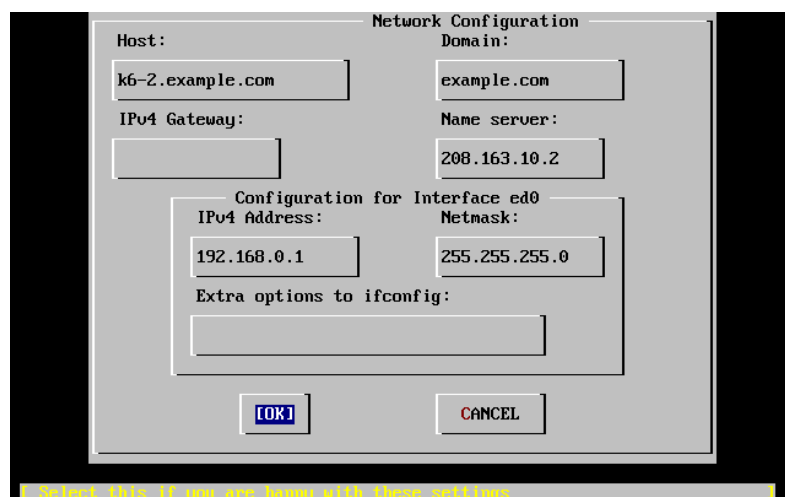 Network Configuration
Host: Domain:
k6-2.example.com example.com
IPv4 Gateway: Name server:
208.163.10.2
Configuration for Interface ed0
IPv4 Address: Netmask:
192.168.0.1 255.255.255.0
Extra options to ifconfig:
[OK] CANCEL
[ Select this if you are happy with these settings ]